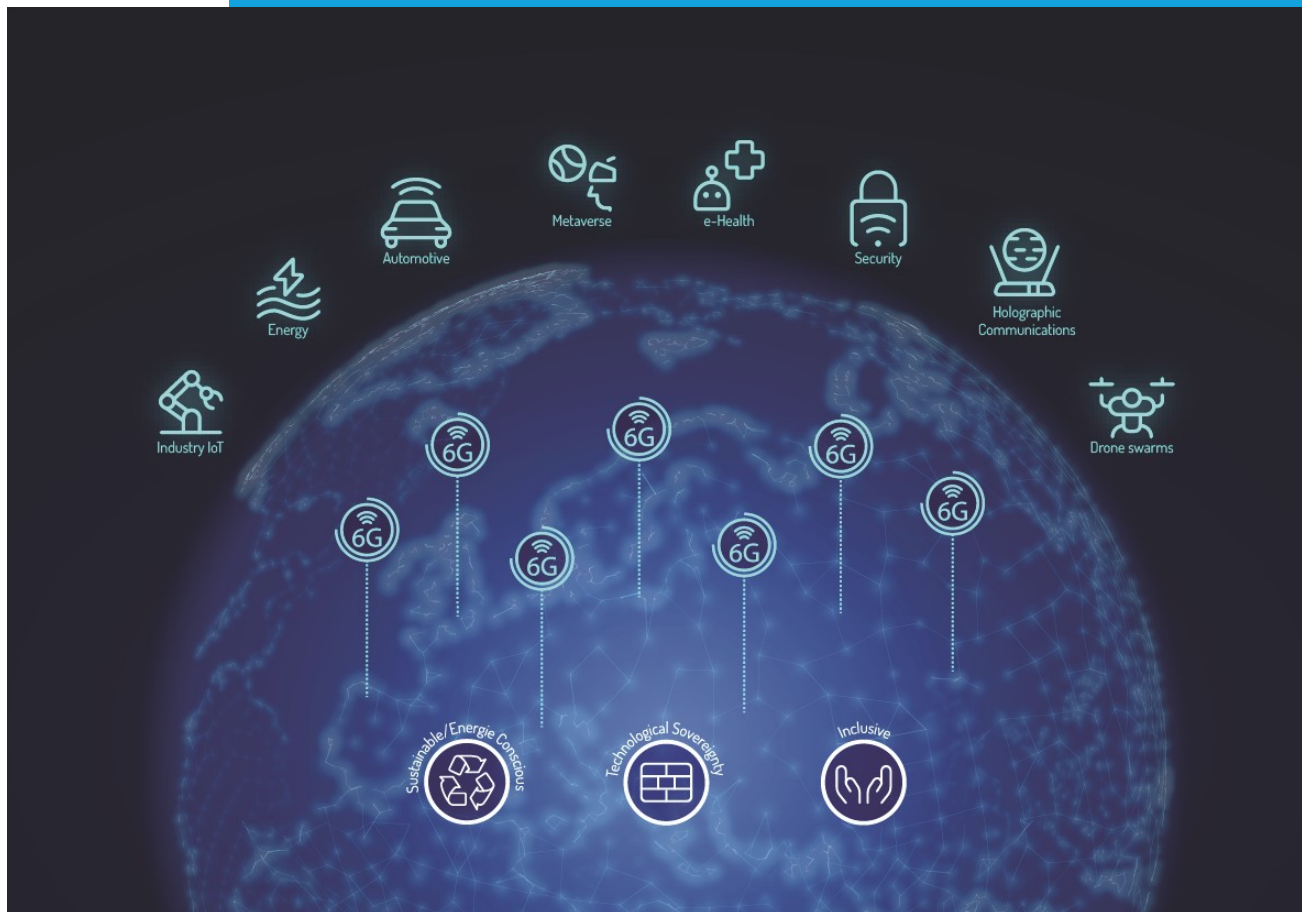 Metaverse
e-Health
Automotive
Security
Holographic
Communications
Energy
Industry IoT
Drone swarms
6G
6G
6G
6G
6G
6G
6G
Sustainable/Energie Conscious
Technological Sovereignty
Inclusive